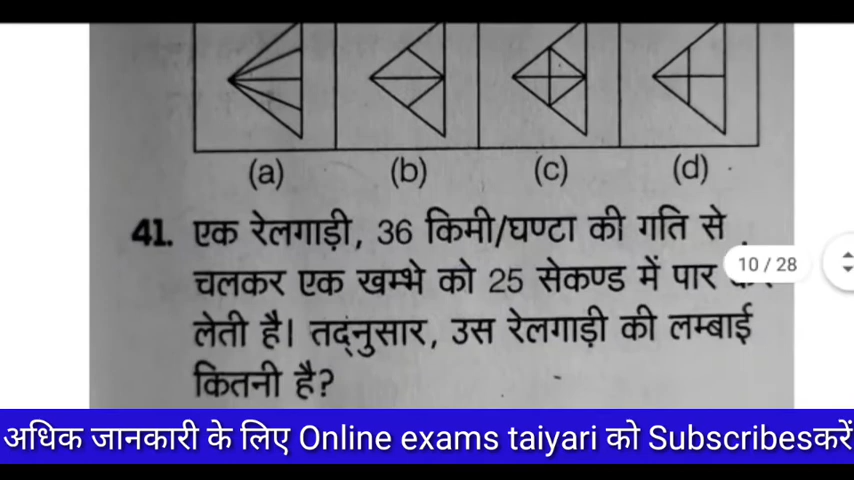 (a) (b) (c) (d)
41. एक रेलगाड़ी, 36 किमी/घण्टा की गति से
चलकर एक खम्भे को 25 सेकण्ड में पार
10 / 28
लेती है। तद्नुसार, उस रेलगाड़ी की लम्बाई
कितनी है?
अधिक जानकारी के लिए Online exams taiyari को Subscribesकरें